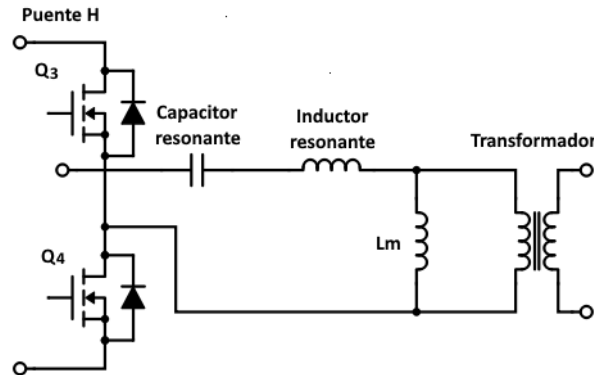 Puente H
Q3
Capacitor
resonante
Inductor
resonante
Transformador
Lm
Q4